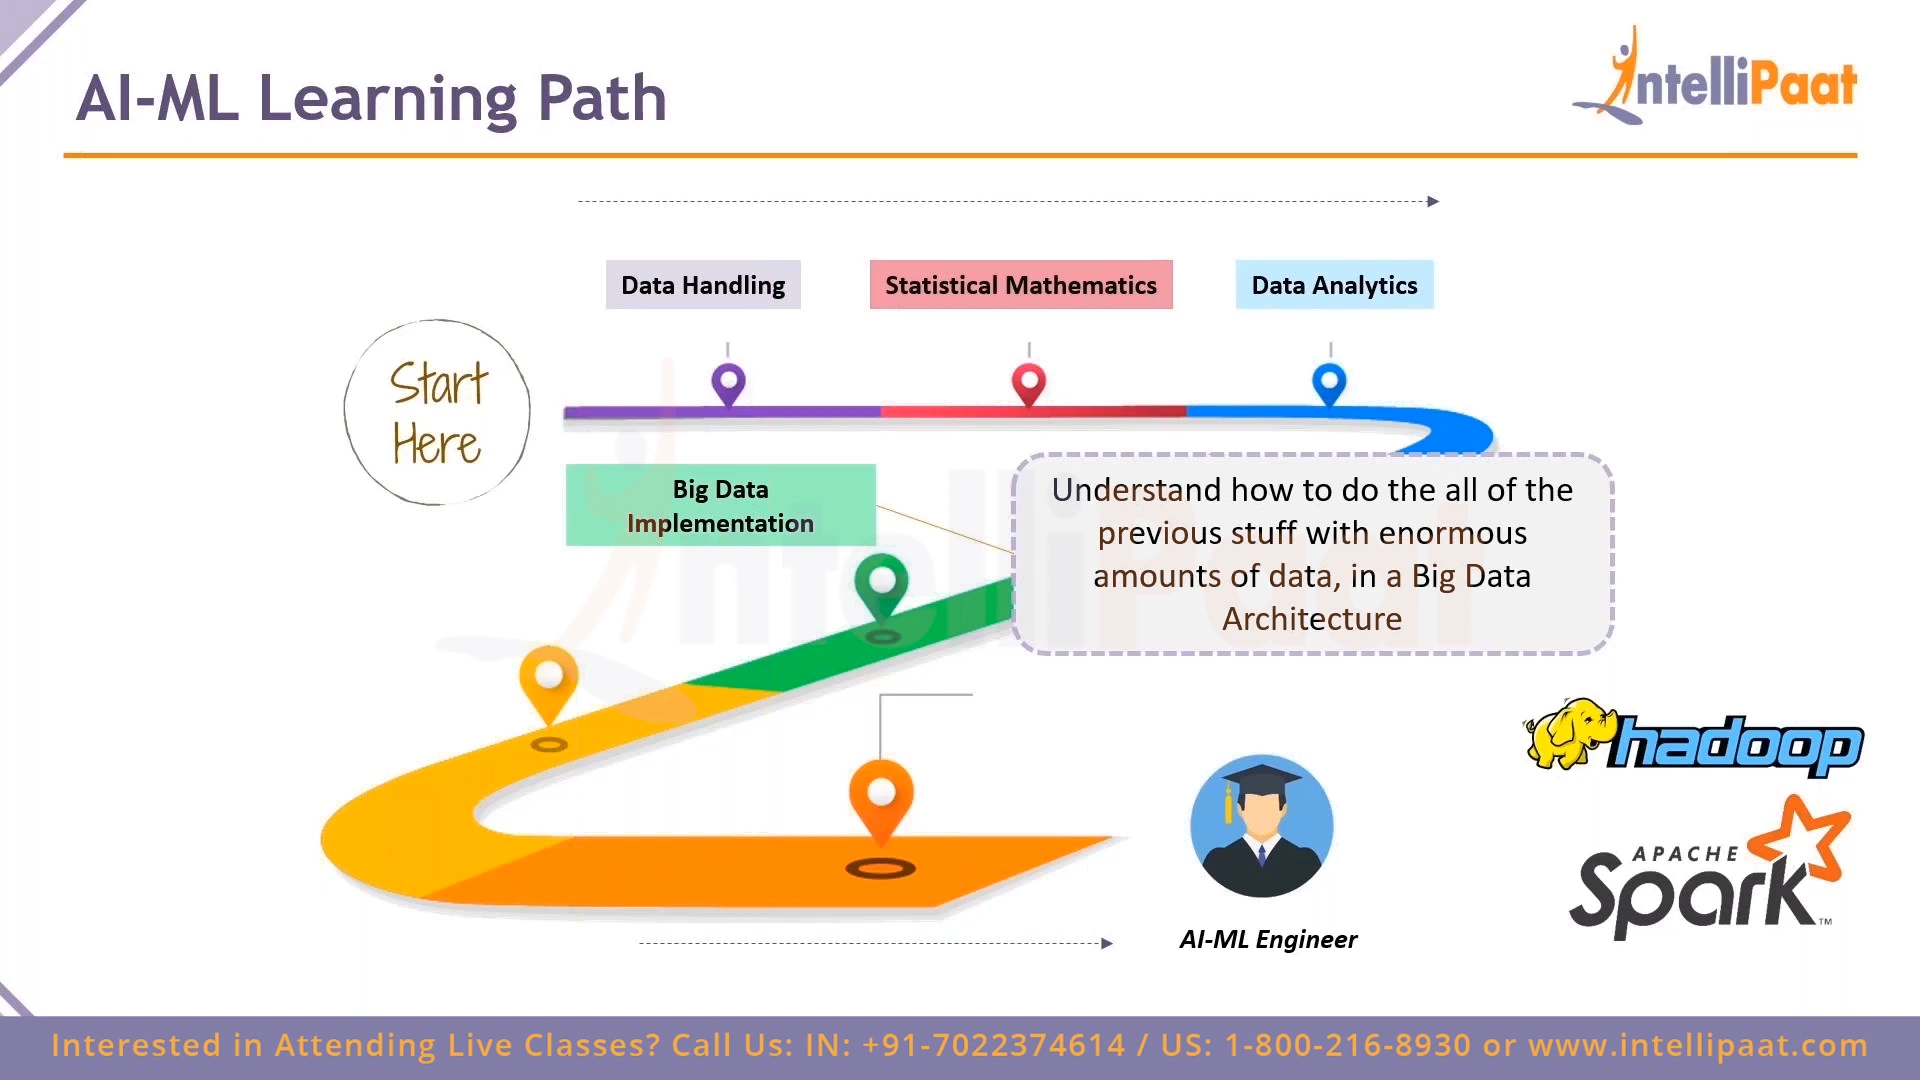 AI-ML Learning Path
IntelliPaat
Data Handling
Statistical Mathematics
Data Analytics
Start
Here
Big Data
Implementation
Understand how to do the all of the
previous stuff with enormous
amounts of data, in a Big Data
Architecture
IntelliPaat
hadoop
APACHE
Spark™
AI-ML Engineer
Interested in Attending Live Classes? Call Us: IN: +91-7022374614 / US: 1-800-216-8930 or www.intellipaat.com